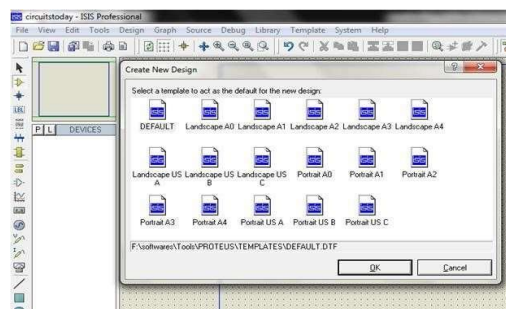 circuitstoday - ISIS Professional
File View Edit Tools Design Graph Source Debug Library Template System Help
Create New Design
Select a template to act as the default for the new design:
DEFAULT Landscape A0 Landscape A1 Landscape A2 Landscape A3 Landscape A4
Landscape US A Landscape US B Landscape US C Portrait A0 Portrait A1 Portrait A2
Portrait A3 Portrait A4 Portrait US A Portrait US B Portrait US C
F:\softwares\Tools\PROTEUS\TEMPLATES\DEFAULT.DTF
OK Cancel
P L DEVICES
LBL